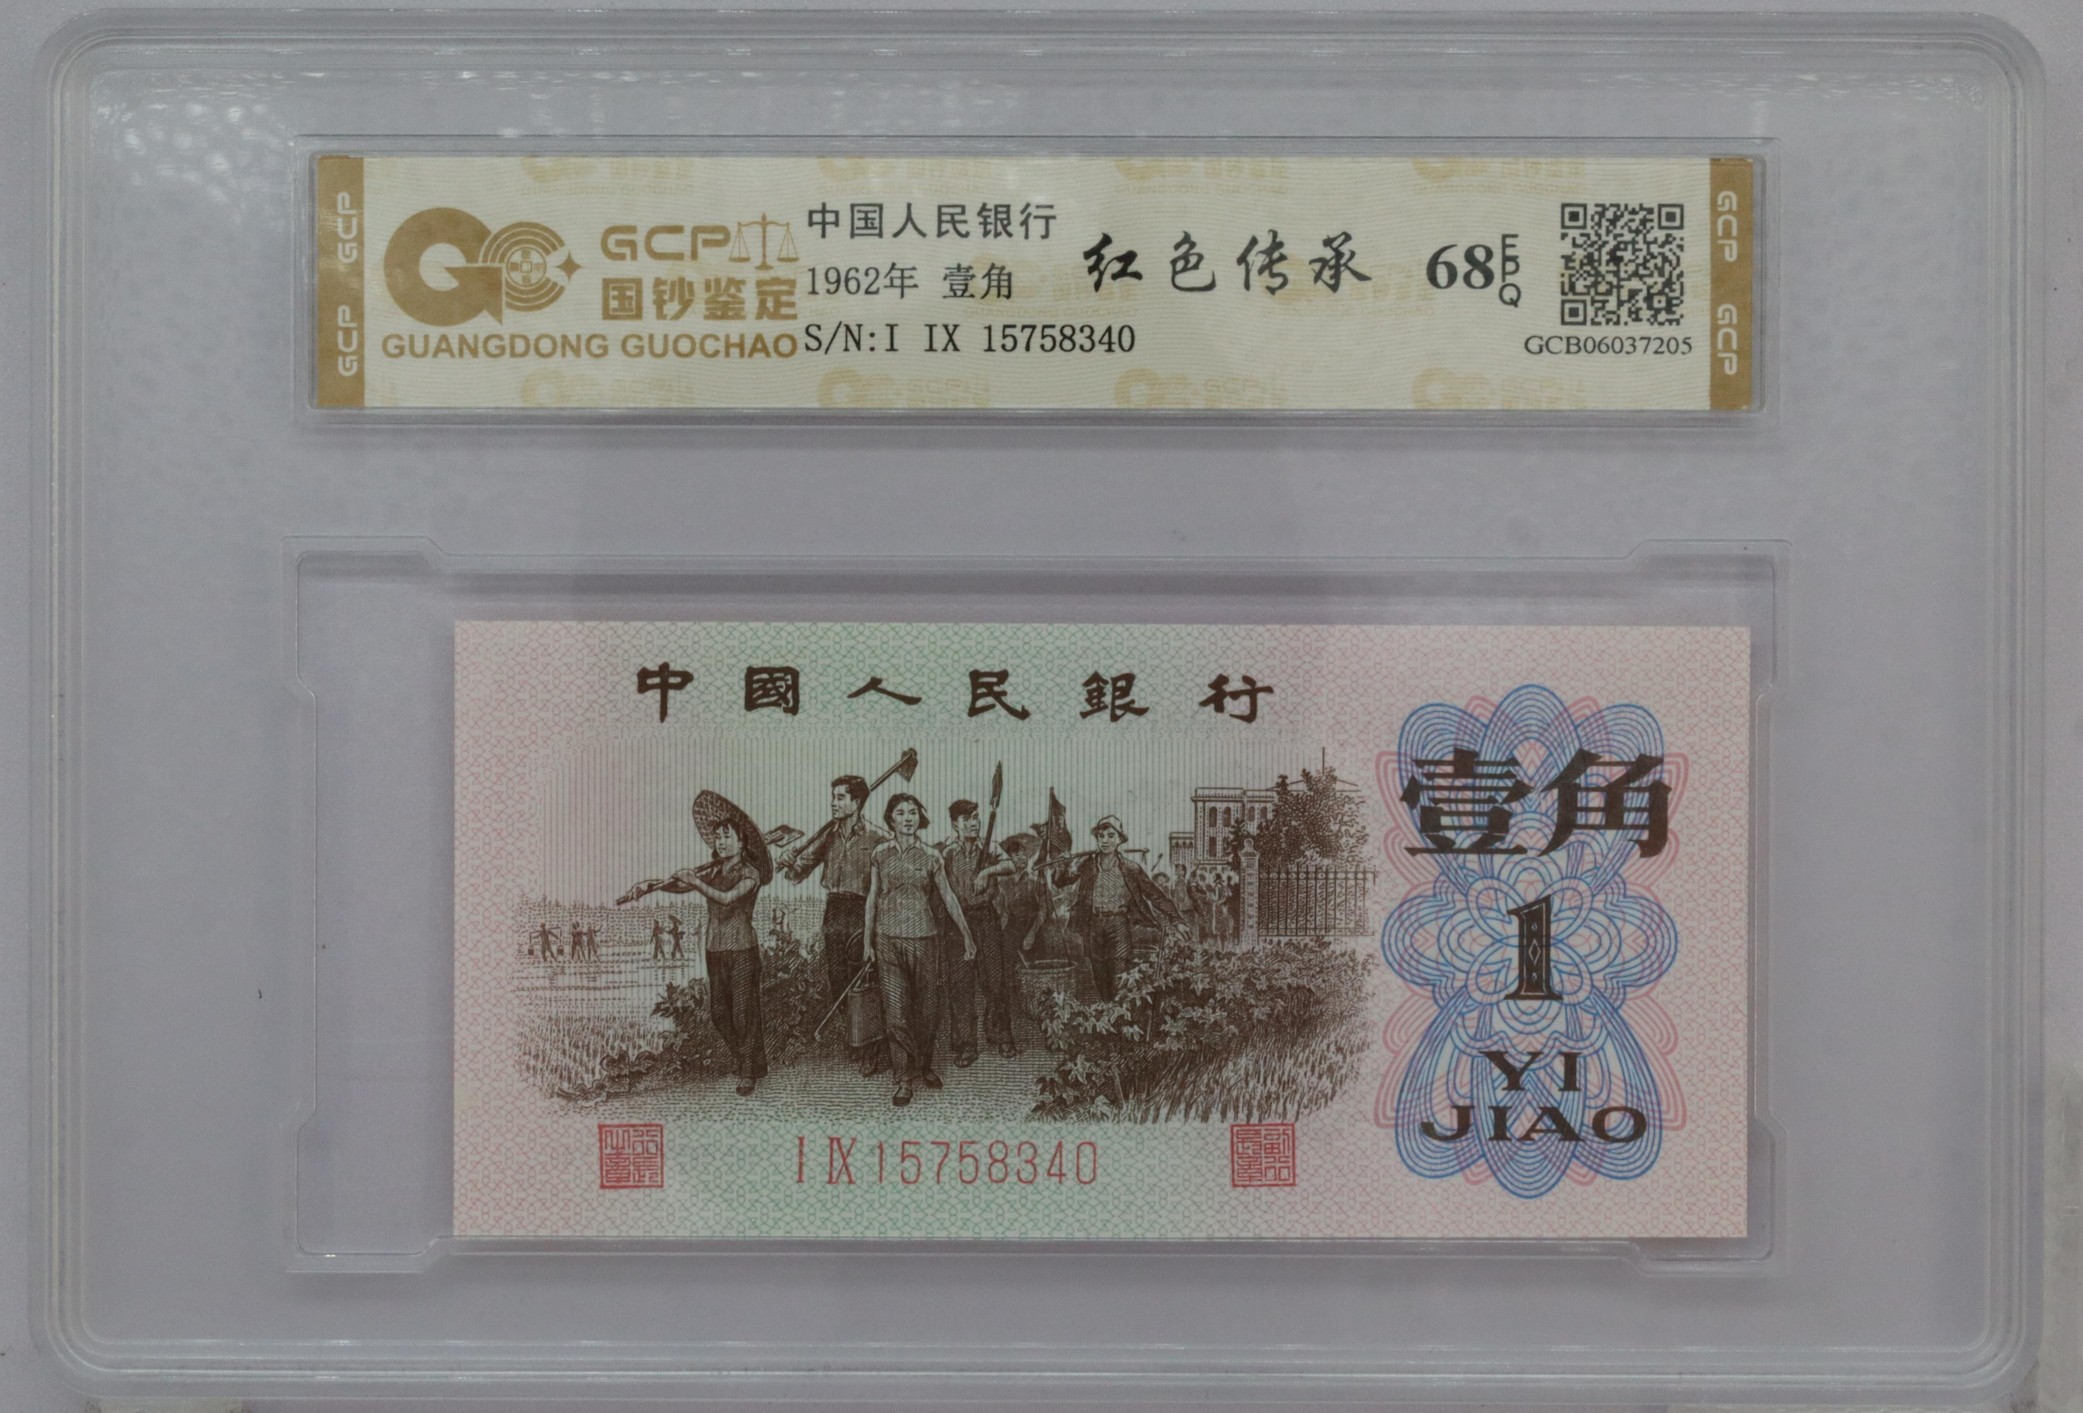 GCP
GCP
GCP
国钞鉴定
GUANGDONG GUOCHAO
中国人民银行
1962年 壹角
S/N:I IX 15758340
红色传承
68 EPQ
GCB06037205
GCP
GCP
中國人民銀行
壹角
1
YI
JIAO
I IX 15758340